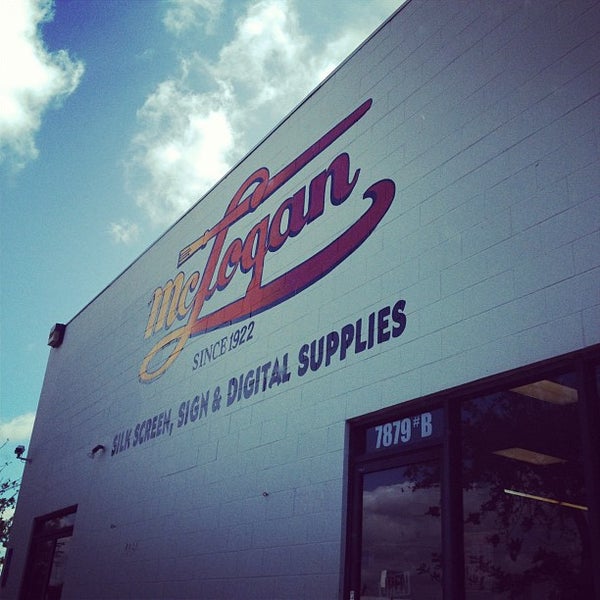 McLogan
SINCE 1922
SILK SCREEN, SIGN & DIGITAL SUPPLIES
7879 #B